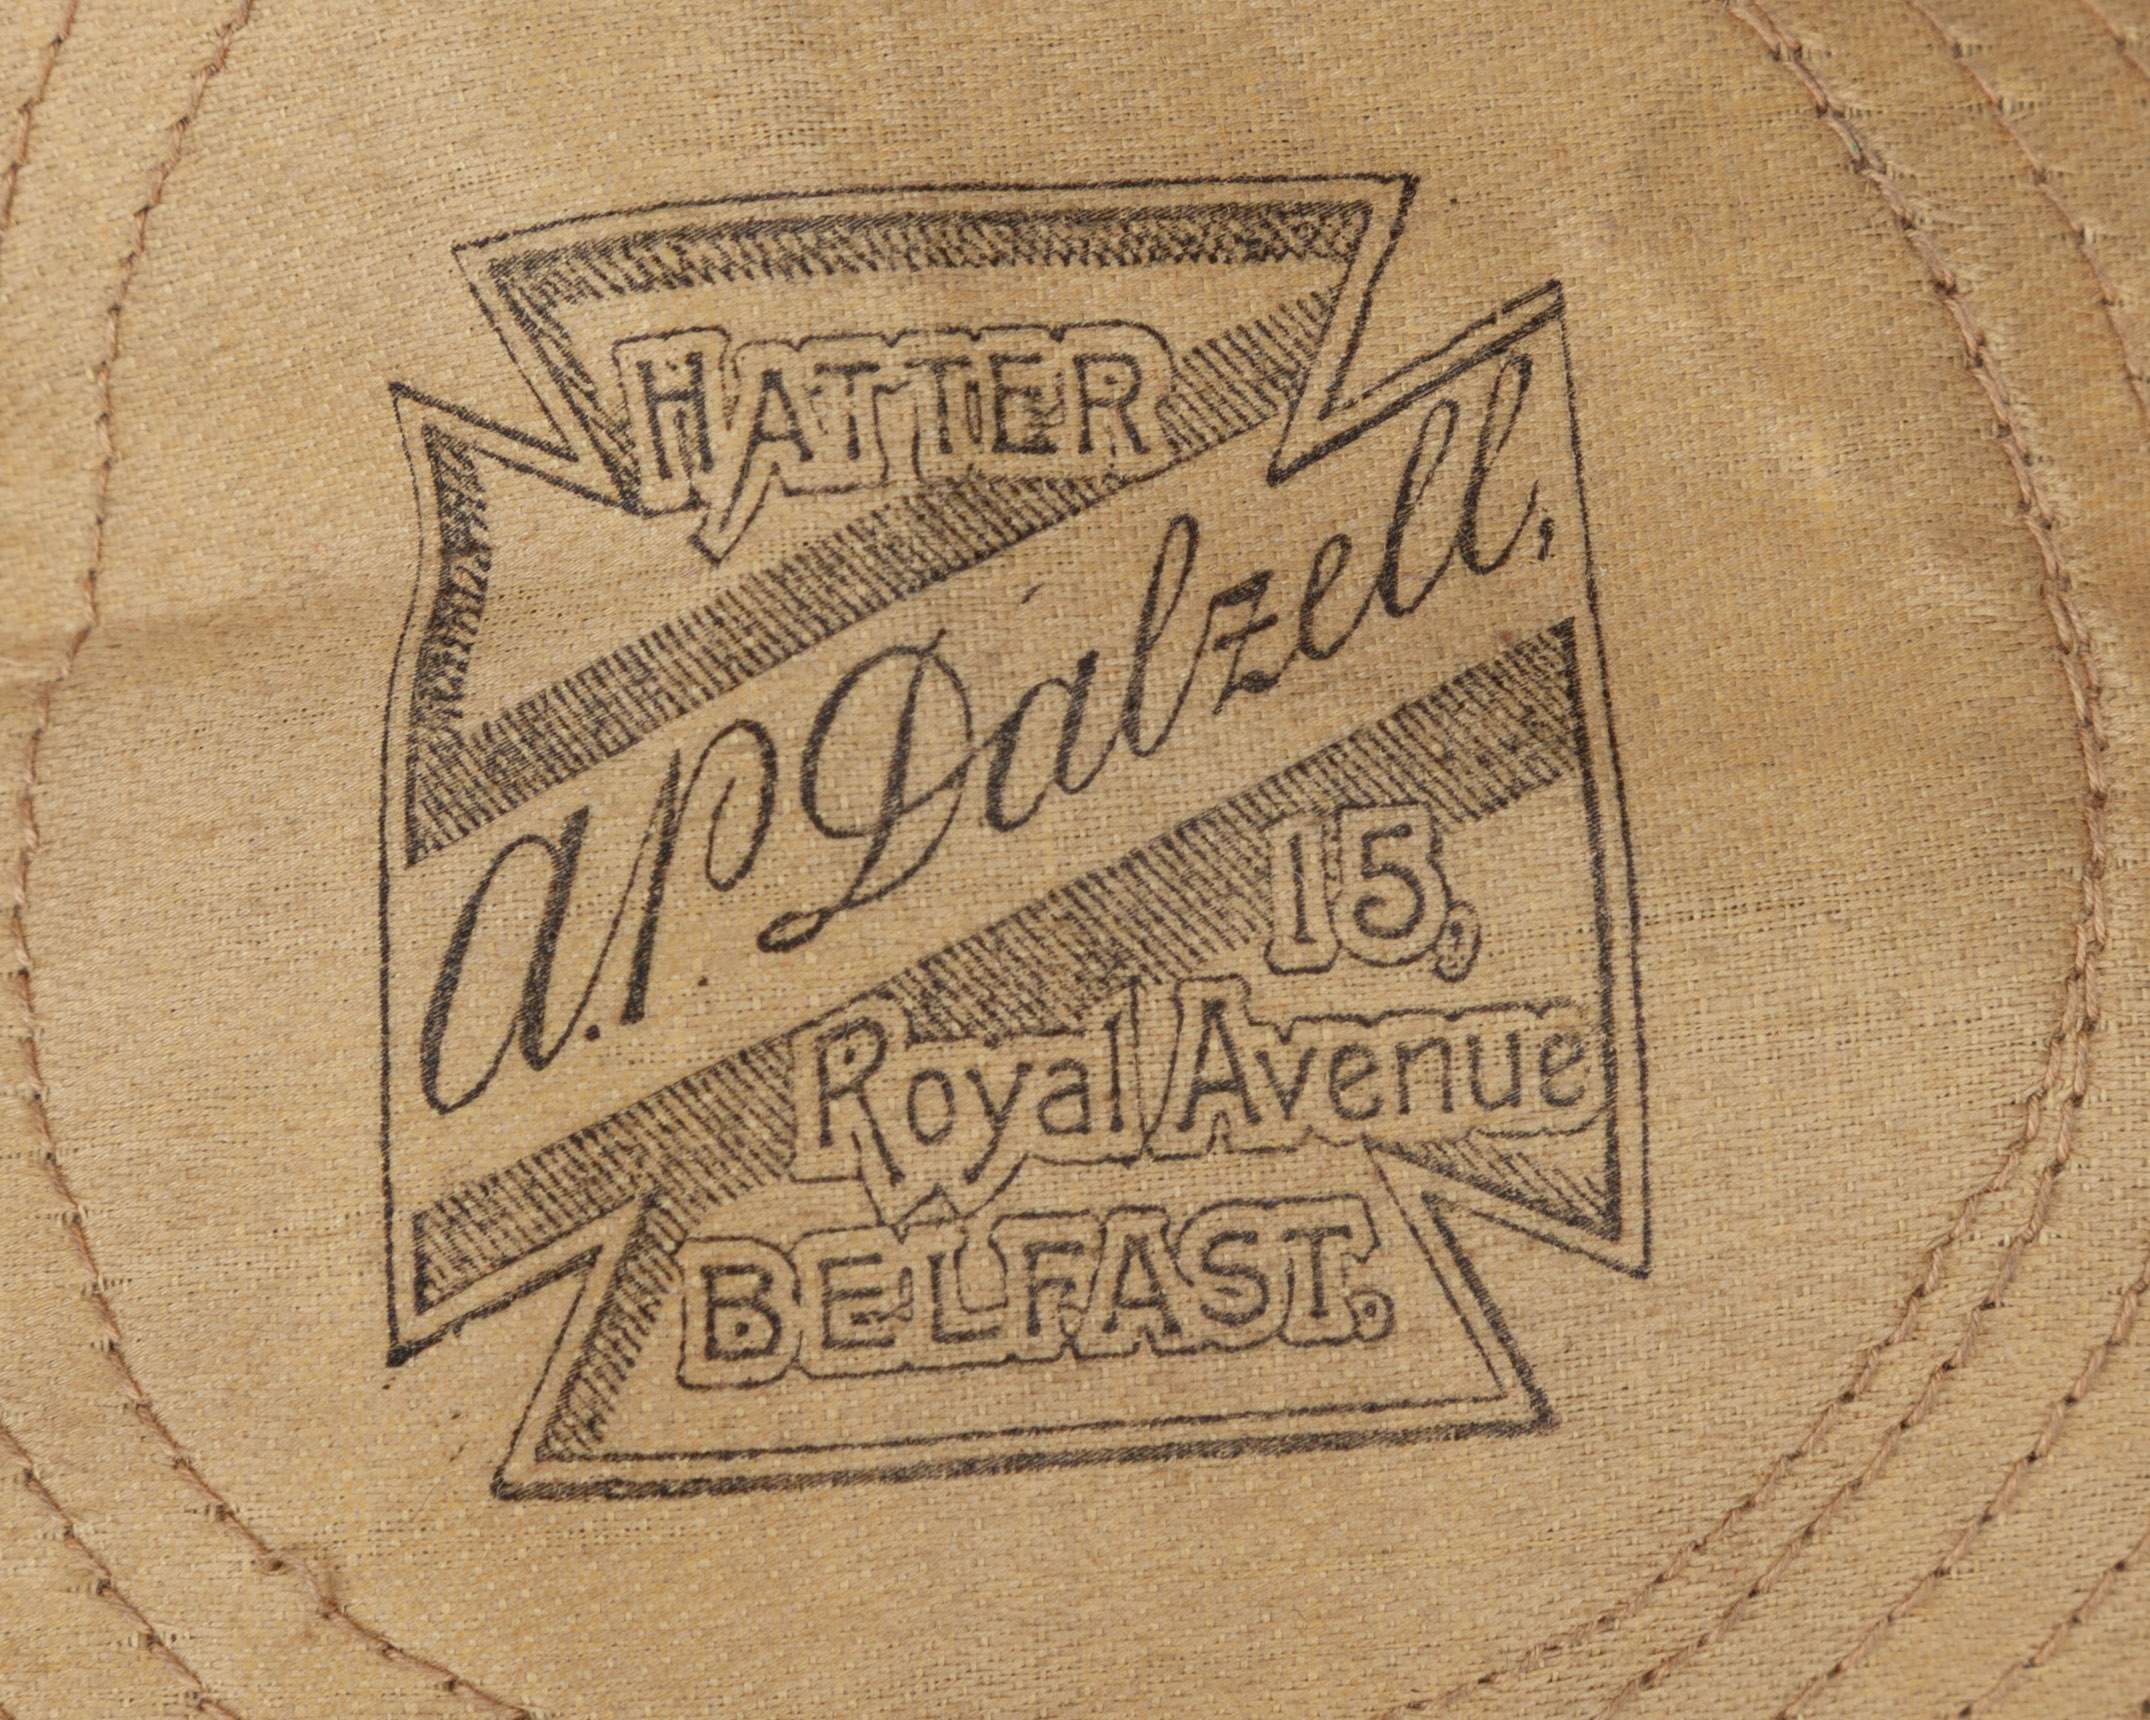 HATTER
A.P. Dalzell,
15,
Royal Avenue
BELFAST.